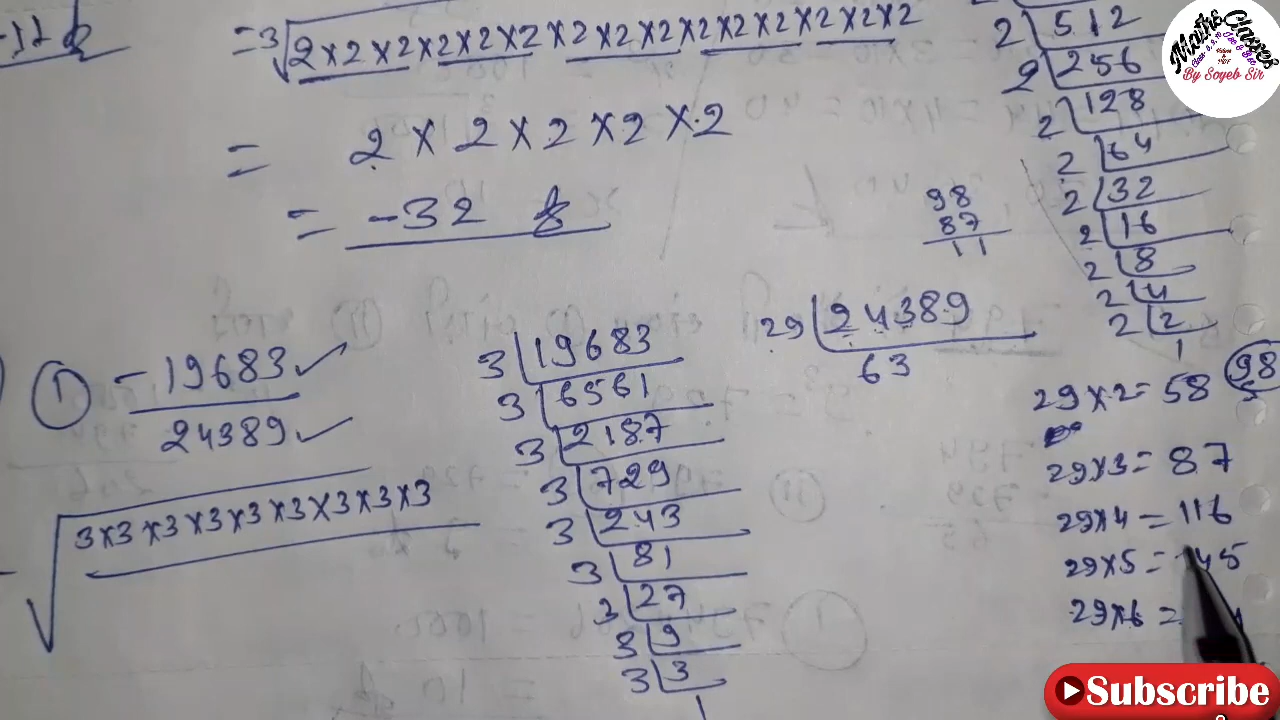 = ³√2×2×2×2×2×2×2×2×2×2×2×2×2×2×2
= 2×2×2×2×2
= -32
2 | 512
2 | 256
2 | 128
2 | 64
2 | 32
2 | 16
2 | 8
2 | 4
2 | 2
1
Maths
By Soyeb Sir
98
87
11
① -19683
24389
√3×3×3×3×3×3×3×3×3
3 | 19683
3 | 6561
3 | 2187
3 | 729
3 | 243
3 | 81
3 | 27
3 | 9
3 | 3
1
29 | 24389
63
29×2=58
98
29×3=87
29×4=116
29×5=145
29×6=
Subscribe